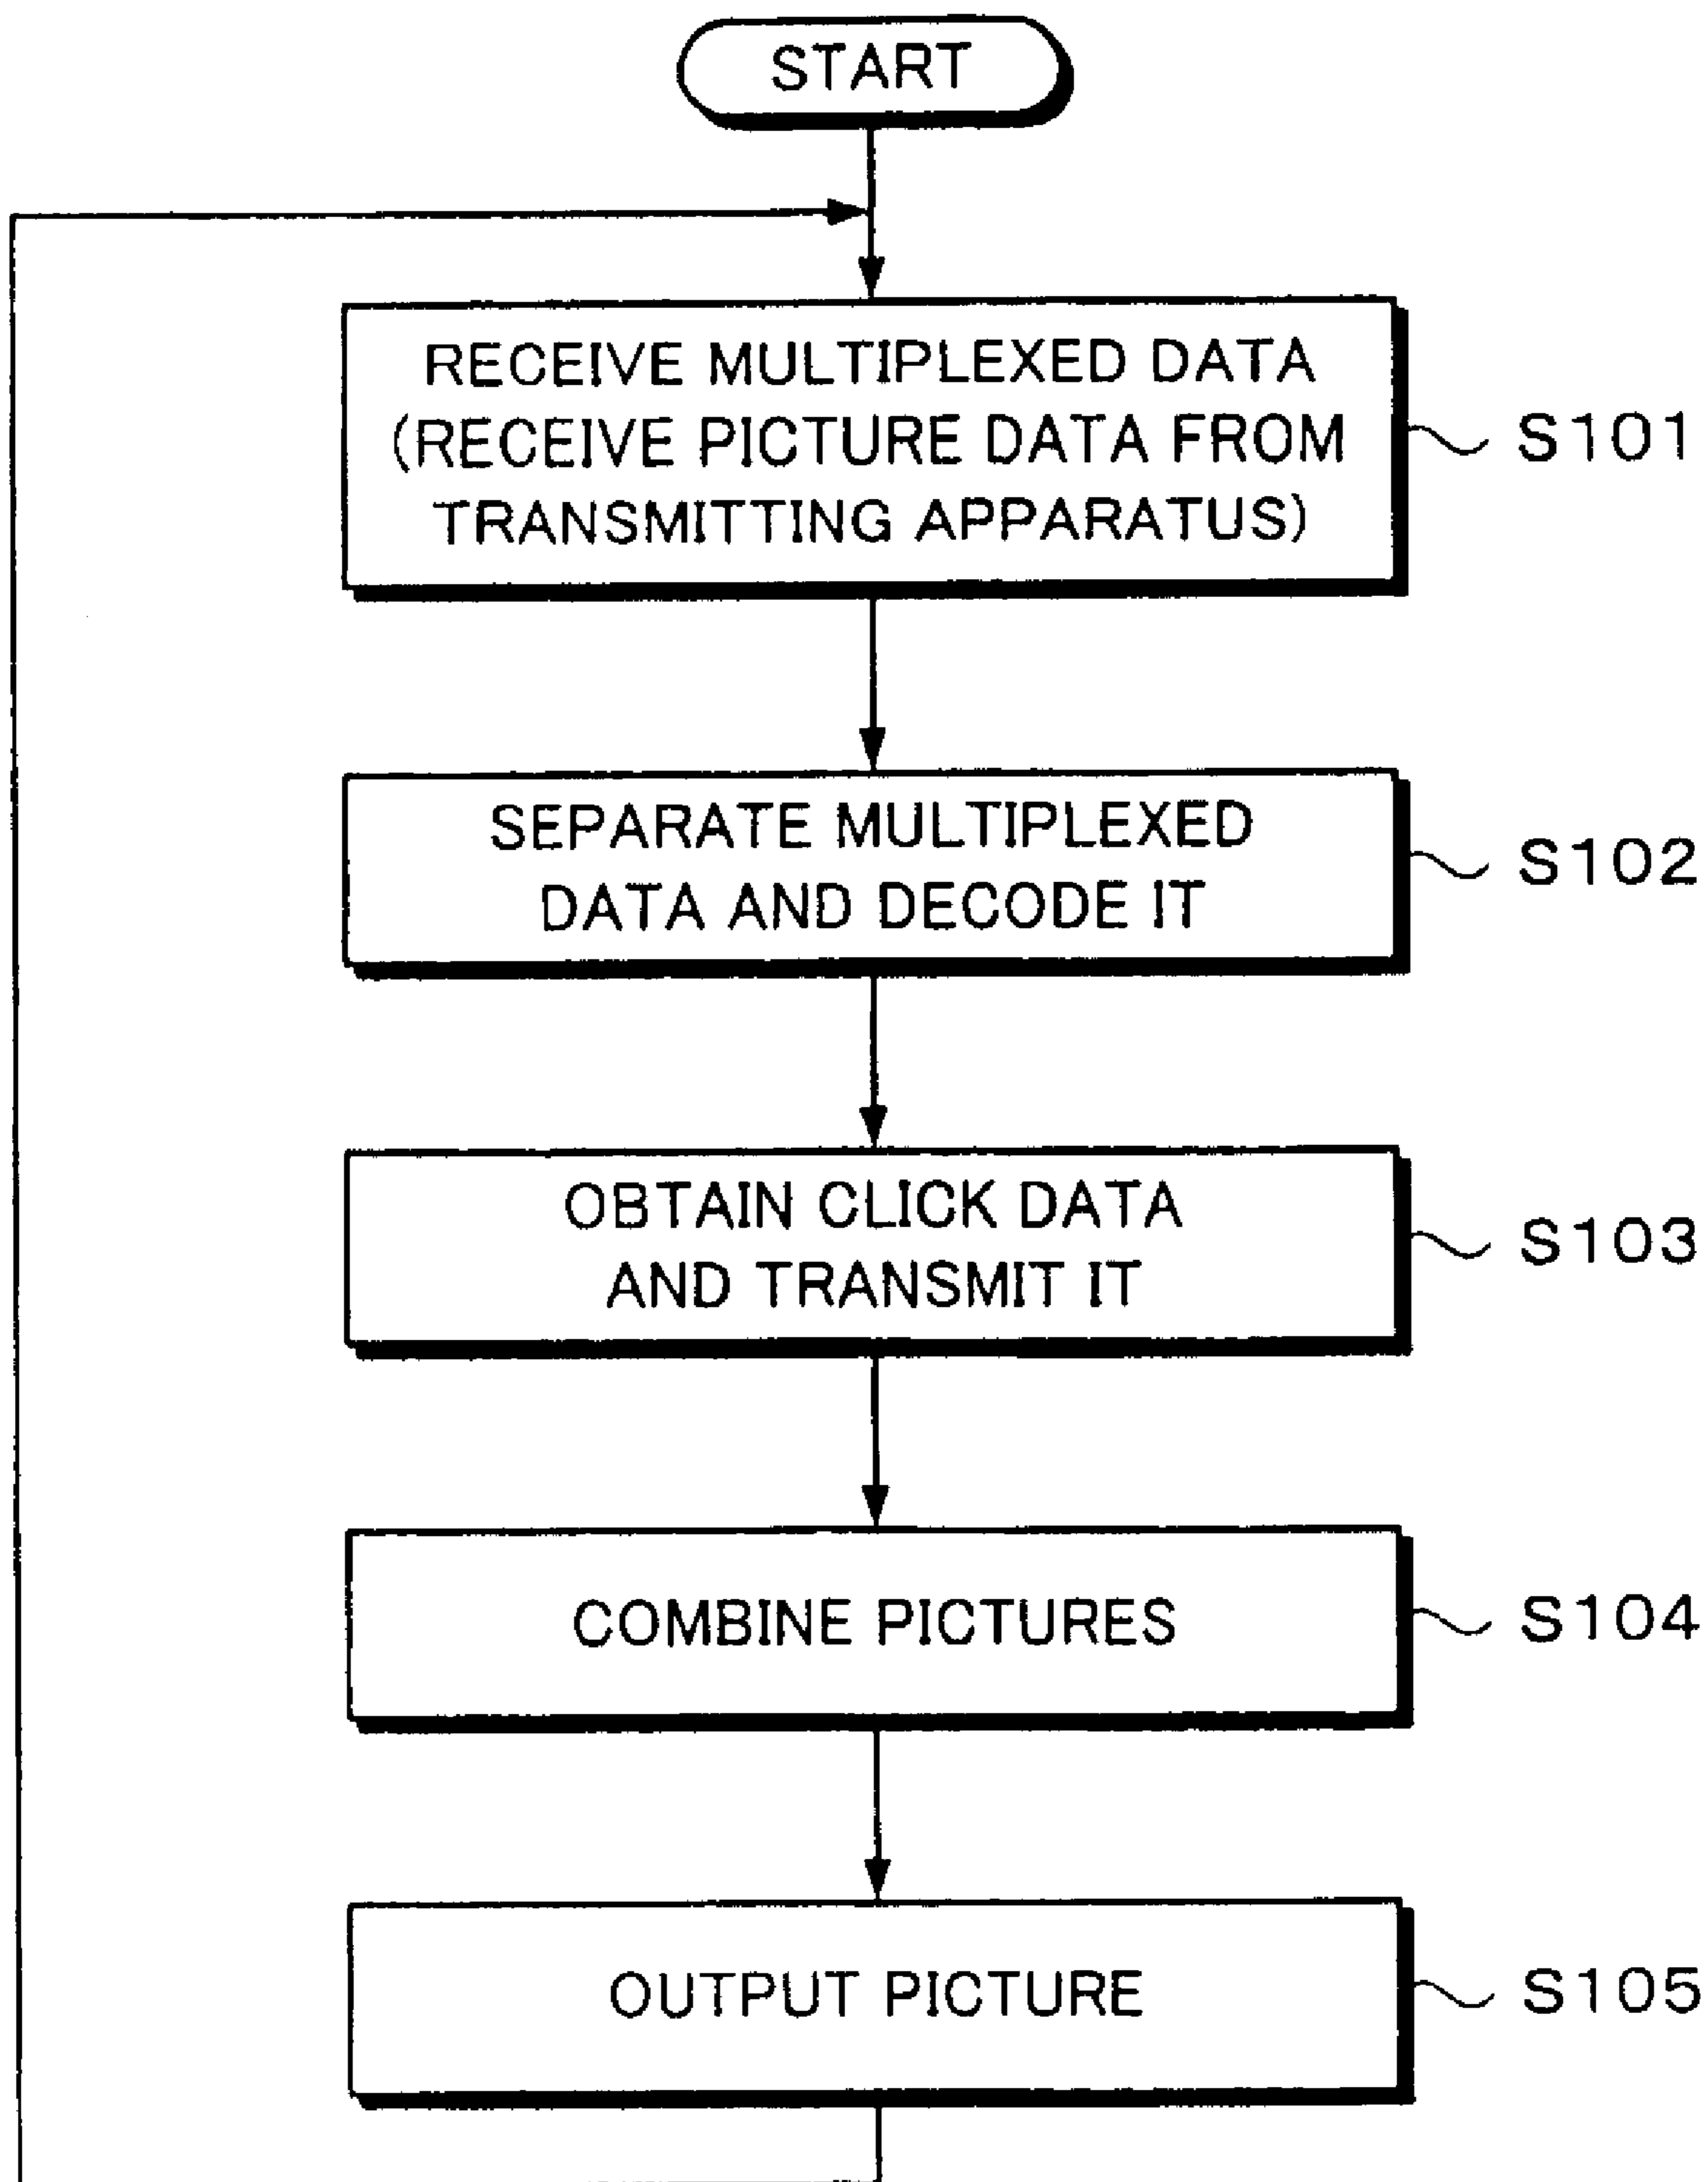 START
RECEIVE MULTIPLEXED DATA
(RECEIVE PICTURE DATA FROM
TRANSMITTING APPARATUS)
S101
SEPARATE MULTIPLEXED
DATA AND DECODE IT
S102
OBTAIN CLICK DATA
AND TRANSMIT IT
S103
COMBINE PICTURES
S104
OUTPUT PICTURE
S105